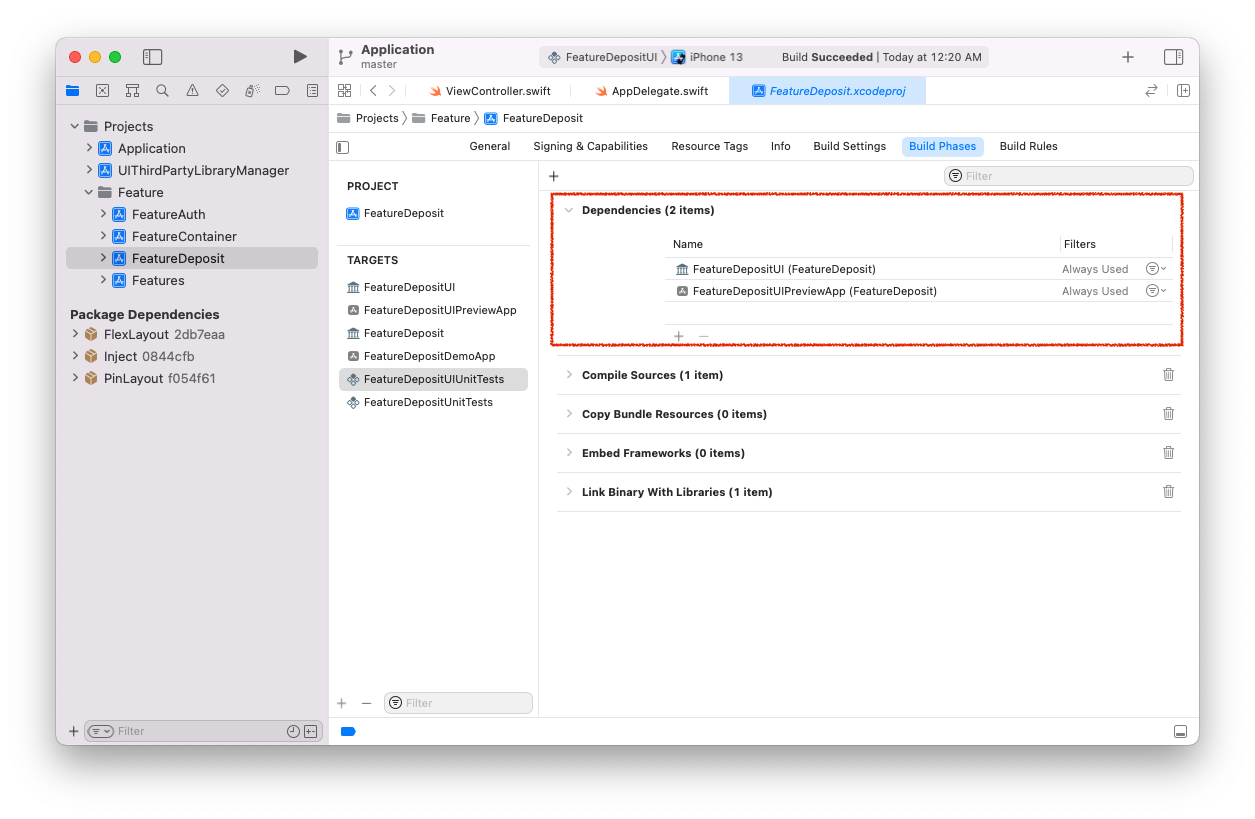 Application
master
FeatureDepositUI
iPhone 13
Build Succeeded | Today at 12:20 AM
ViewController.swift
AppDelegate.swift
FeatureDeposit.xcodeproj
Projects
Feature
FeatureDeposit
General
Signing & Capabilities
Resource Tags
Info
Build Settings
Build Phases
Build Rules
Projects
Application
UIThirdPartyLibraryManager
Feature
FeatureAuth
FeatureContainer
FeatureDeposit
Features
Package Dependencies
FlexLayout 2db7eaa
Inject 0844cfb
PinLayout f054f61
Filter
PROJECT
FeatureDeposit
TARGETS
FeatureDepositUI
FeatureDepositUIPreviewApp
FeatureDeposit
FeatureDepositDemoApp
FeatureDepositUIUnitTests
FeatureDepositUnitTests
Filter
Filter
Dependencies (2 items)
Name Filters
FeatureDepositUI (FeatureDeposit) Always Used
FeatureDepositUIPreviewApp (FeatureDeposit) Always Used
Compile Sources (1 item)
Copy Bundle Resources (0 items)
Embed Frameworks (0 items)
Link Binary With Libraries (1 item)